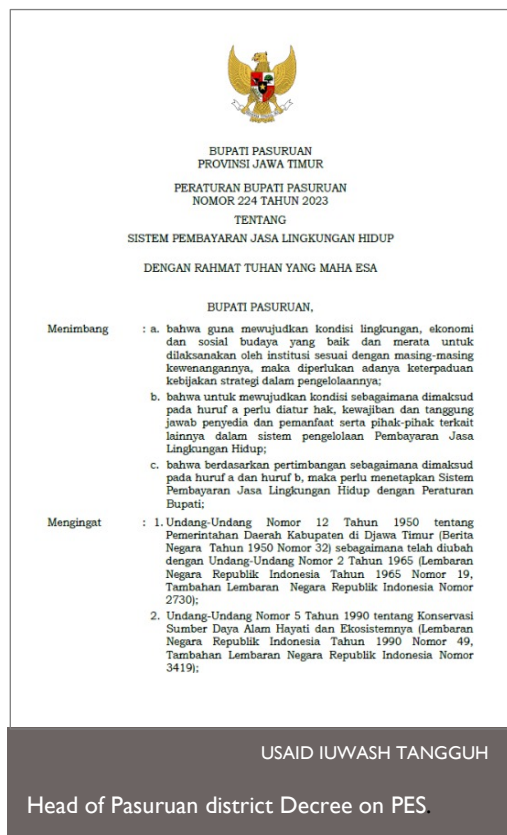 BUPATI PASURUAN
PROVINSI JAWA TIMUR
PERATURAN BUPATI PASURUAN
NOMOR 224 TAHUN 2023
TENTANG
SISTEM PEMBAYARAN JASA LINGKUNGAN HIDUP
DENGAN RAHMAT TUHAN YANG MAHA ESA
BUPATI PASURUAN,
Menimbang : a. bahwa guna mewujudkan kondisi lingkungan, ekonomi
dan sosial budaya yang baik dan merata untuk
dilaksanakan oleh institusi sesuai dengan masing-masing
kewenangannya, maka diperlukan adanya keterpaduan
kebijakan strategi dalam pengelolaannya;
b. bahwa untuk mewujudkan kondisi sebagaimana dimaksud
pada huruf a perlu diatur hak, kewajiban dan tanggung
jawab penyedia dan pemanfaat serta pihak-pihak terkait
lainnya dalam sistem pengelolaan Pembayaran Jasa
Lingkungan Hidup;
c. bahwa berdasarkan pertimbangan sebagaimana dimaksud
pada huruf a dan huruf b, maka perlu menetapkan Sistem
Pembayaran Jasa Lingkungan Hidup dengan Peraturan
Bupati;
Mengingat : 1. Undang-Undang Nomor 12 Tahun 1950 tentang
Pemerintahan Daerah Kabupaten di Djawa Timur (Berita
Negara Tahun 1950 Nomor 32) sebagaimana telah diubah
dengan Undang-Undang Nomor 2 Tahun 1965 (Lembaran
Negara Republik Indonesia Tahun 1965 Nomor 19,
Tambahan Lembaran Negara Republik Indonesia Nomor
2730);
2. Undang-Undang Nomor 5 Tahun 1990 tentang Konservasi
Sumber Daya Alam Hayati dan Ekosistemnya (Lembaran
Negara Republik Indonesia Tahun 1990 Nomor 49,
Tambahan Lembaran Negara Republik Indonesia Nomor
3419);
USAID IUWASH TANGGUH
Head of Pasuruan district Decree on PES.